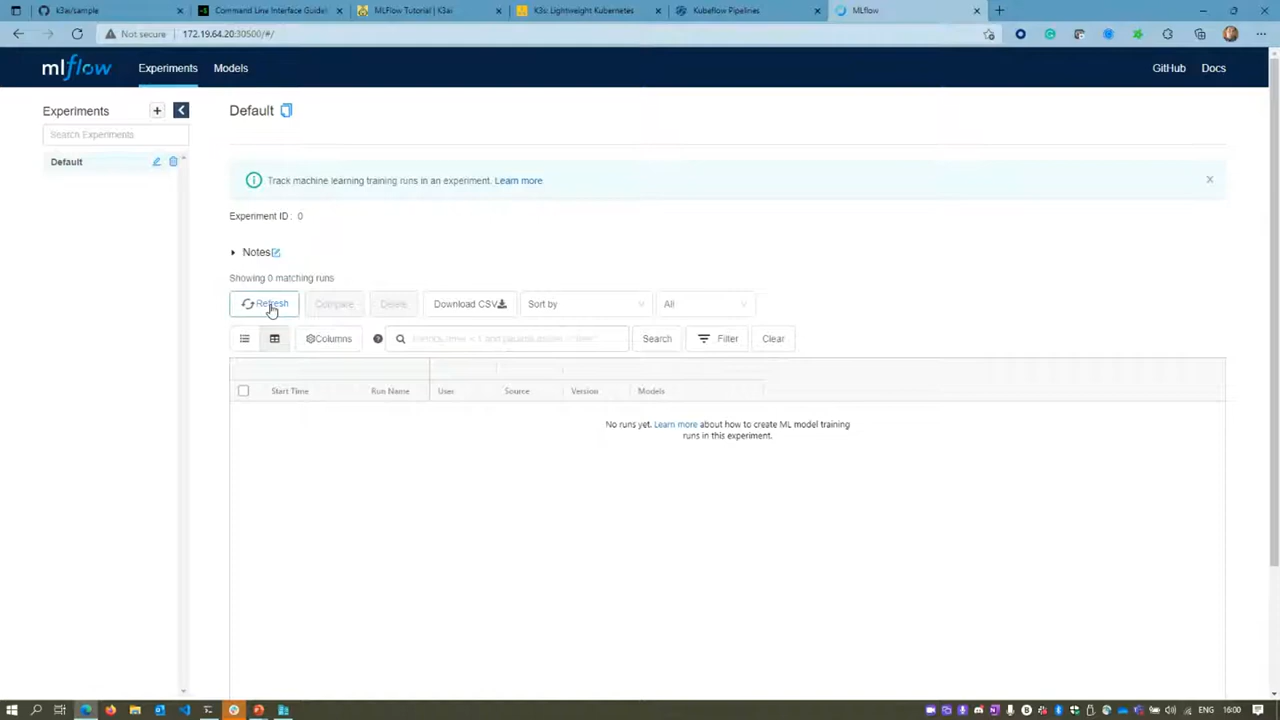 k3ai/sample
Command Line Interface Guidel
MLFlow Tutorial | K3ai
K3s: Lightweight Kubernetes
Kubeflow Pipelines
MLflow
Not secure 172.19.64.20:30500/#/
mlflow Experiments Models GitHub Docs
Experiments
Search Experiments
Default
Default
Track machine learning training runs in an experiment. Learn more
Experiment ID : 0
Notes
Showing 0 matching runs
Refresh Compare Delete Download CSV Sort by All
Columns Search Filter Clear
Start Time Run Name User Source Version Models
No runs yet. Learn more about how to create ML model training
runs in this experiment.
ENG 16:00